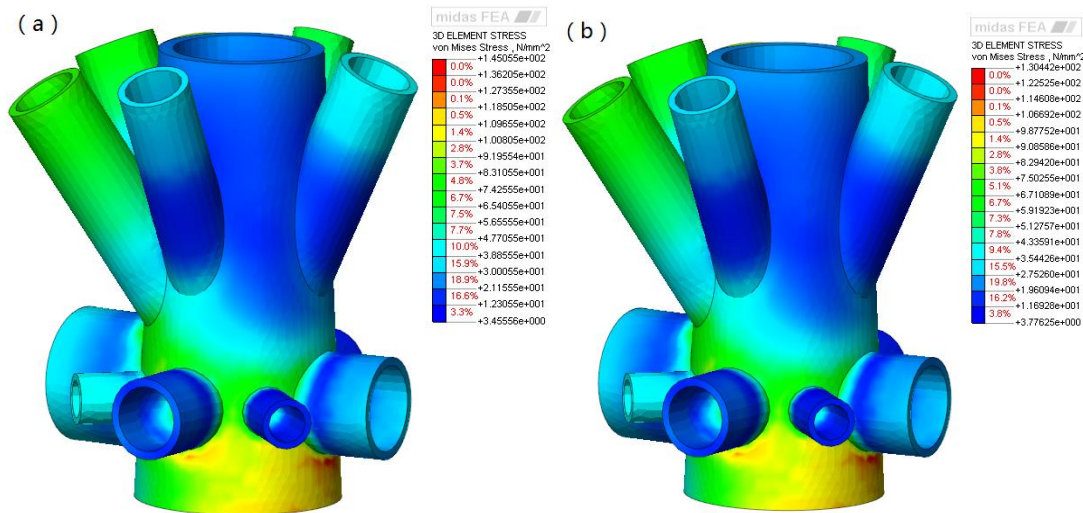 (a)
midas FEA
3D ELEMENT STRESS
von Mises Stress , N/mm^2
+1.45055e+002
0.0%
+1.36205e+002
0.0%
+1.27355e+002
0.1%
+1.18505e+002
0.5%
+1.09655e+002
1.4%
+1.00805e+002
2.8%
+9.19554e+001
3.7%
+8.31055e+001
4.8%
+7.42555e+001
6.7%
+6.54055e+001
7.5%
+5.65555e+001
7.7%
+4.77055e+001
10.0%
+3.88555e+001
15.9%
+3.00055e+001
18.9%
+2.11555e+001
16.6%
+1.23055e+001
3.3%
+3.45556e+000
(b)
midas FEA
3D ELEMENT STRESS
von Mises Stress , N/mm^2
+1.30442e+002
0.0%
+1.22525e+002
0.0%
+1.14608e+002
0.1%
+1.06692e+002
0.5%
+9.87752e+001
1.4%
+9.08586e+001
2.8%
+8.29420e+001
3.8%
+7.50255e+001
5.1%
+6.71089e+001
6.7%
+5.91923e+001
7.3%
+5.12757e+001
7.8%
+4.33591e+001
9.4%
+3.54426e+001
15.5%
+2.75260e+001
19.8%
+1.96094e+001
16.2%
+1.16928e+001
3.8%
+3.77625e+000